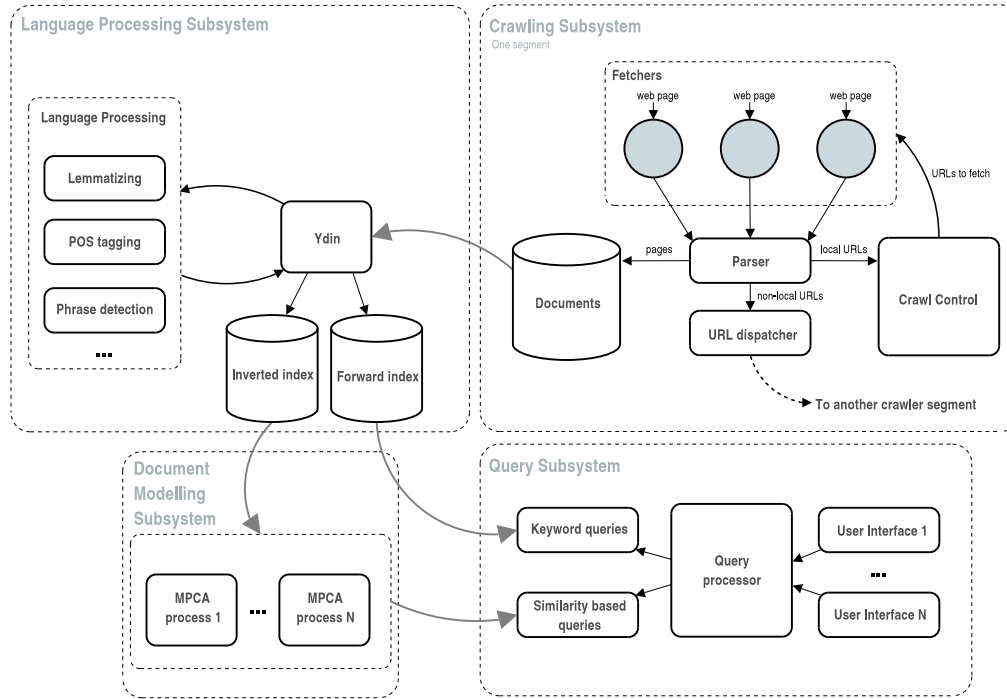 Language Processing Subsystem
Language Processing
Lemmatizing
POS tagging
Phrase detection
...
Ydin
Inverted index
Forward index
Crawling Subsystem
One segment
Fetchers
web page
web page
web page
URLs to fetch
Documents
pages
Parser
local URLs
Crawl Control
non-local URLs
URL dispatcher
To another crawler segment
Document
Modelling
Subsystem
MPCA
process 1
...
MPCA
process N
Query Subsystem
Keyword queries
Similarity based
queries
Query
processor
User Interface 1
...
User Interface N